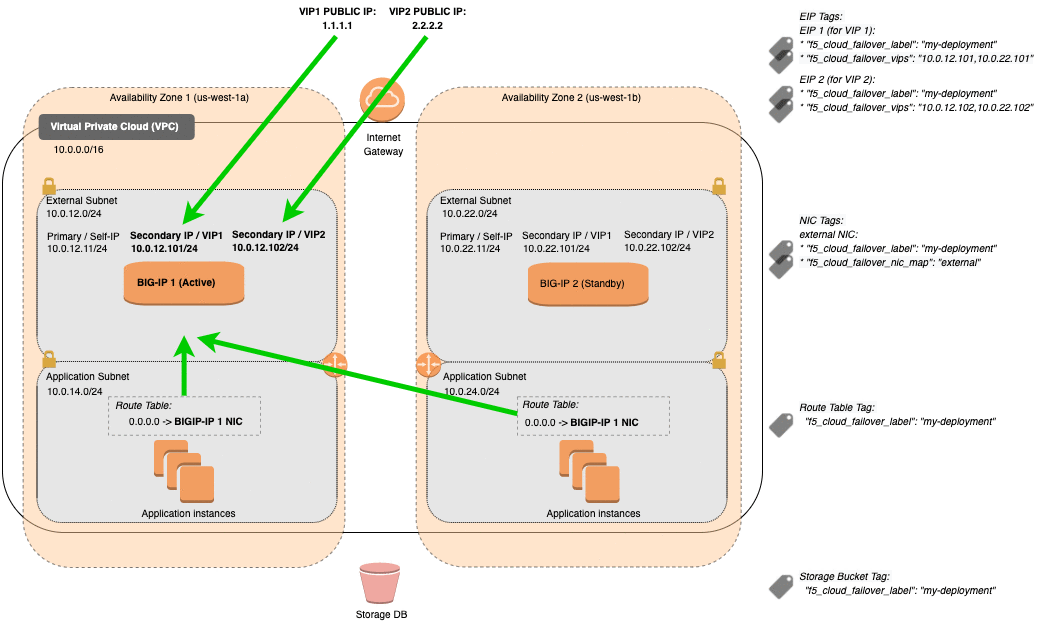 VIP1 PUBLIC IP:
1.1.1.1
VIP2 PUBLIC IP:
2.2.2.2
EIP Tags:
EIP 1 (for VIP 1):
* "f5_cloud_failover_label": "my-deployment"
* "f5_cloud_failover_vips": "10.0.12.101,10.0.22.101"
EIP 2 (for VIP 2):
* "f5_cloud_failover_label": "my-deployment"
* "f5_cloud_failover_vips": "10.0.12.102,10.0.22.102"
Availability Zone 1 (us-west-1a)
Availability Zone 2 (us-west-1b)
Virtual Private Cloud (VPC)
10.0.0.0/16
Internet
Gateway
External Subnet
10.0.12.0/24
Primary / Self-IP
10.0.12.11/24
Secondary IP / VIP1
10.0.12.101/24
Secondary IP / VIP2
10.0.12.102/24
BIG-IP 1 (Active)
External Subnet
10.0.22.0/24
Primary / Self-IP
10.0.22.11/24
Secondary IP / VIP1
10.0.22.101/24
Secondary IP / VIP2
10.0.22.102/24
BIG-IP 2 (Standby)
NIC Tags:
external NIC:
* "f5_cloud_failover_label": "my-deployment"
* "f5_cloud_failover_nic_map": "external"
Application Subnet
10.0.14.0/24
Route Table:
0.0.0.0 -> BIGIP-IP 1 NIC
Application instances
Application Subnet
10.0.24.0/24
Route Table:
0.0.0.0 -> BIGIP-IP 1 NIC
Application instances
Route Table Tag:
"f5_cloud_failover_label": "my-deployment"
Storage DB
Storage Bucket Tag:
"f5_cloud_failover_label": "my-deployment"